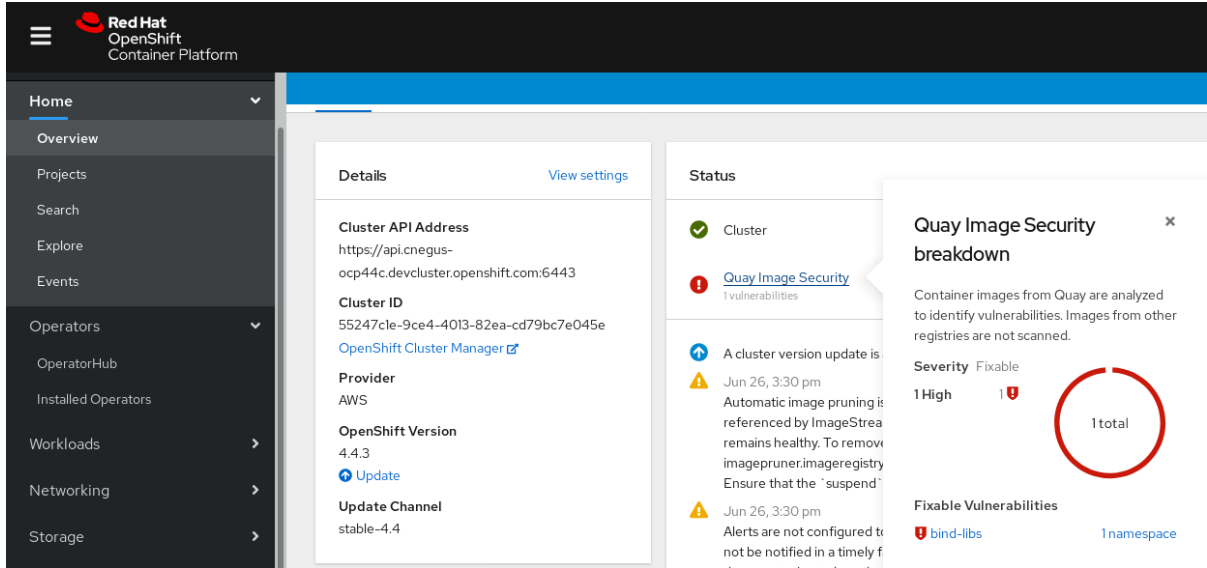 Red Hat
OpenShift
Container Platform
Home
Overview
Projects
Search
Explore
Events
Operators
OperatorHub
Installed Operators
Workloads
Networking
Storage
Details
View settings
Cluster API Address
https://api.cnegus-
ocp44c.devcluster.openshift.com:6443
Cluster ID
55247c1e-9ce4-4013-82ea-cd79bc7e045e
OpenShift Cluster Manager
Provider
AWS
OpenShift Version
4.4.3
Update
Update Channel
stable-4.4
Status
Cluster
Quay Image Security
1 vulnerabilities
A cluster version update is
Jun 26, 3:30 pm
Automatic image pruning is
referenced by ImageStrea
remains healthy. To remove
imagepruner.imageregistry
Ensure that the `suspend`
Jun 26, 3:30 pm
Alerts are not configured to
not be notified in a timely f
Quay Image Security
breakdown
Container images from Quay are analyzed
to identify vulnerabilities. Images from other
registries are not scanned.
Severity Fixable
1 High 1
1 total
Fixable Vulnerabilities
bind-libs 1 namespace